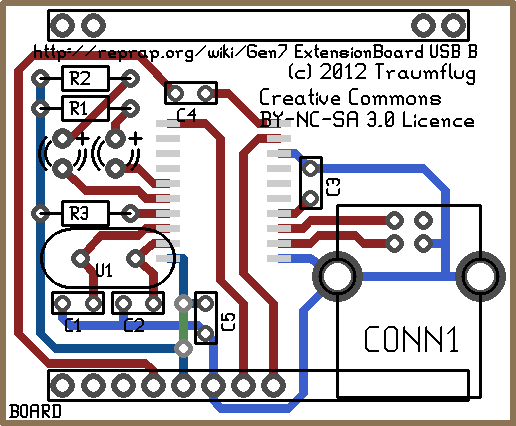 http://reprap.org/wiki/Gen7 ExtensionBoard USB B
(c) 2012 Traumflug
Creative Commons
BY-NC-SA 3.0 Licence
R2
R1
C4
+
+
C3
R3
U1
C1
C2
C5
CONN1
BOARD